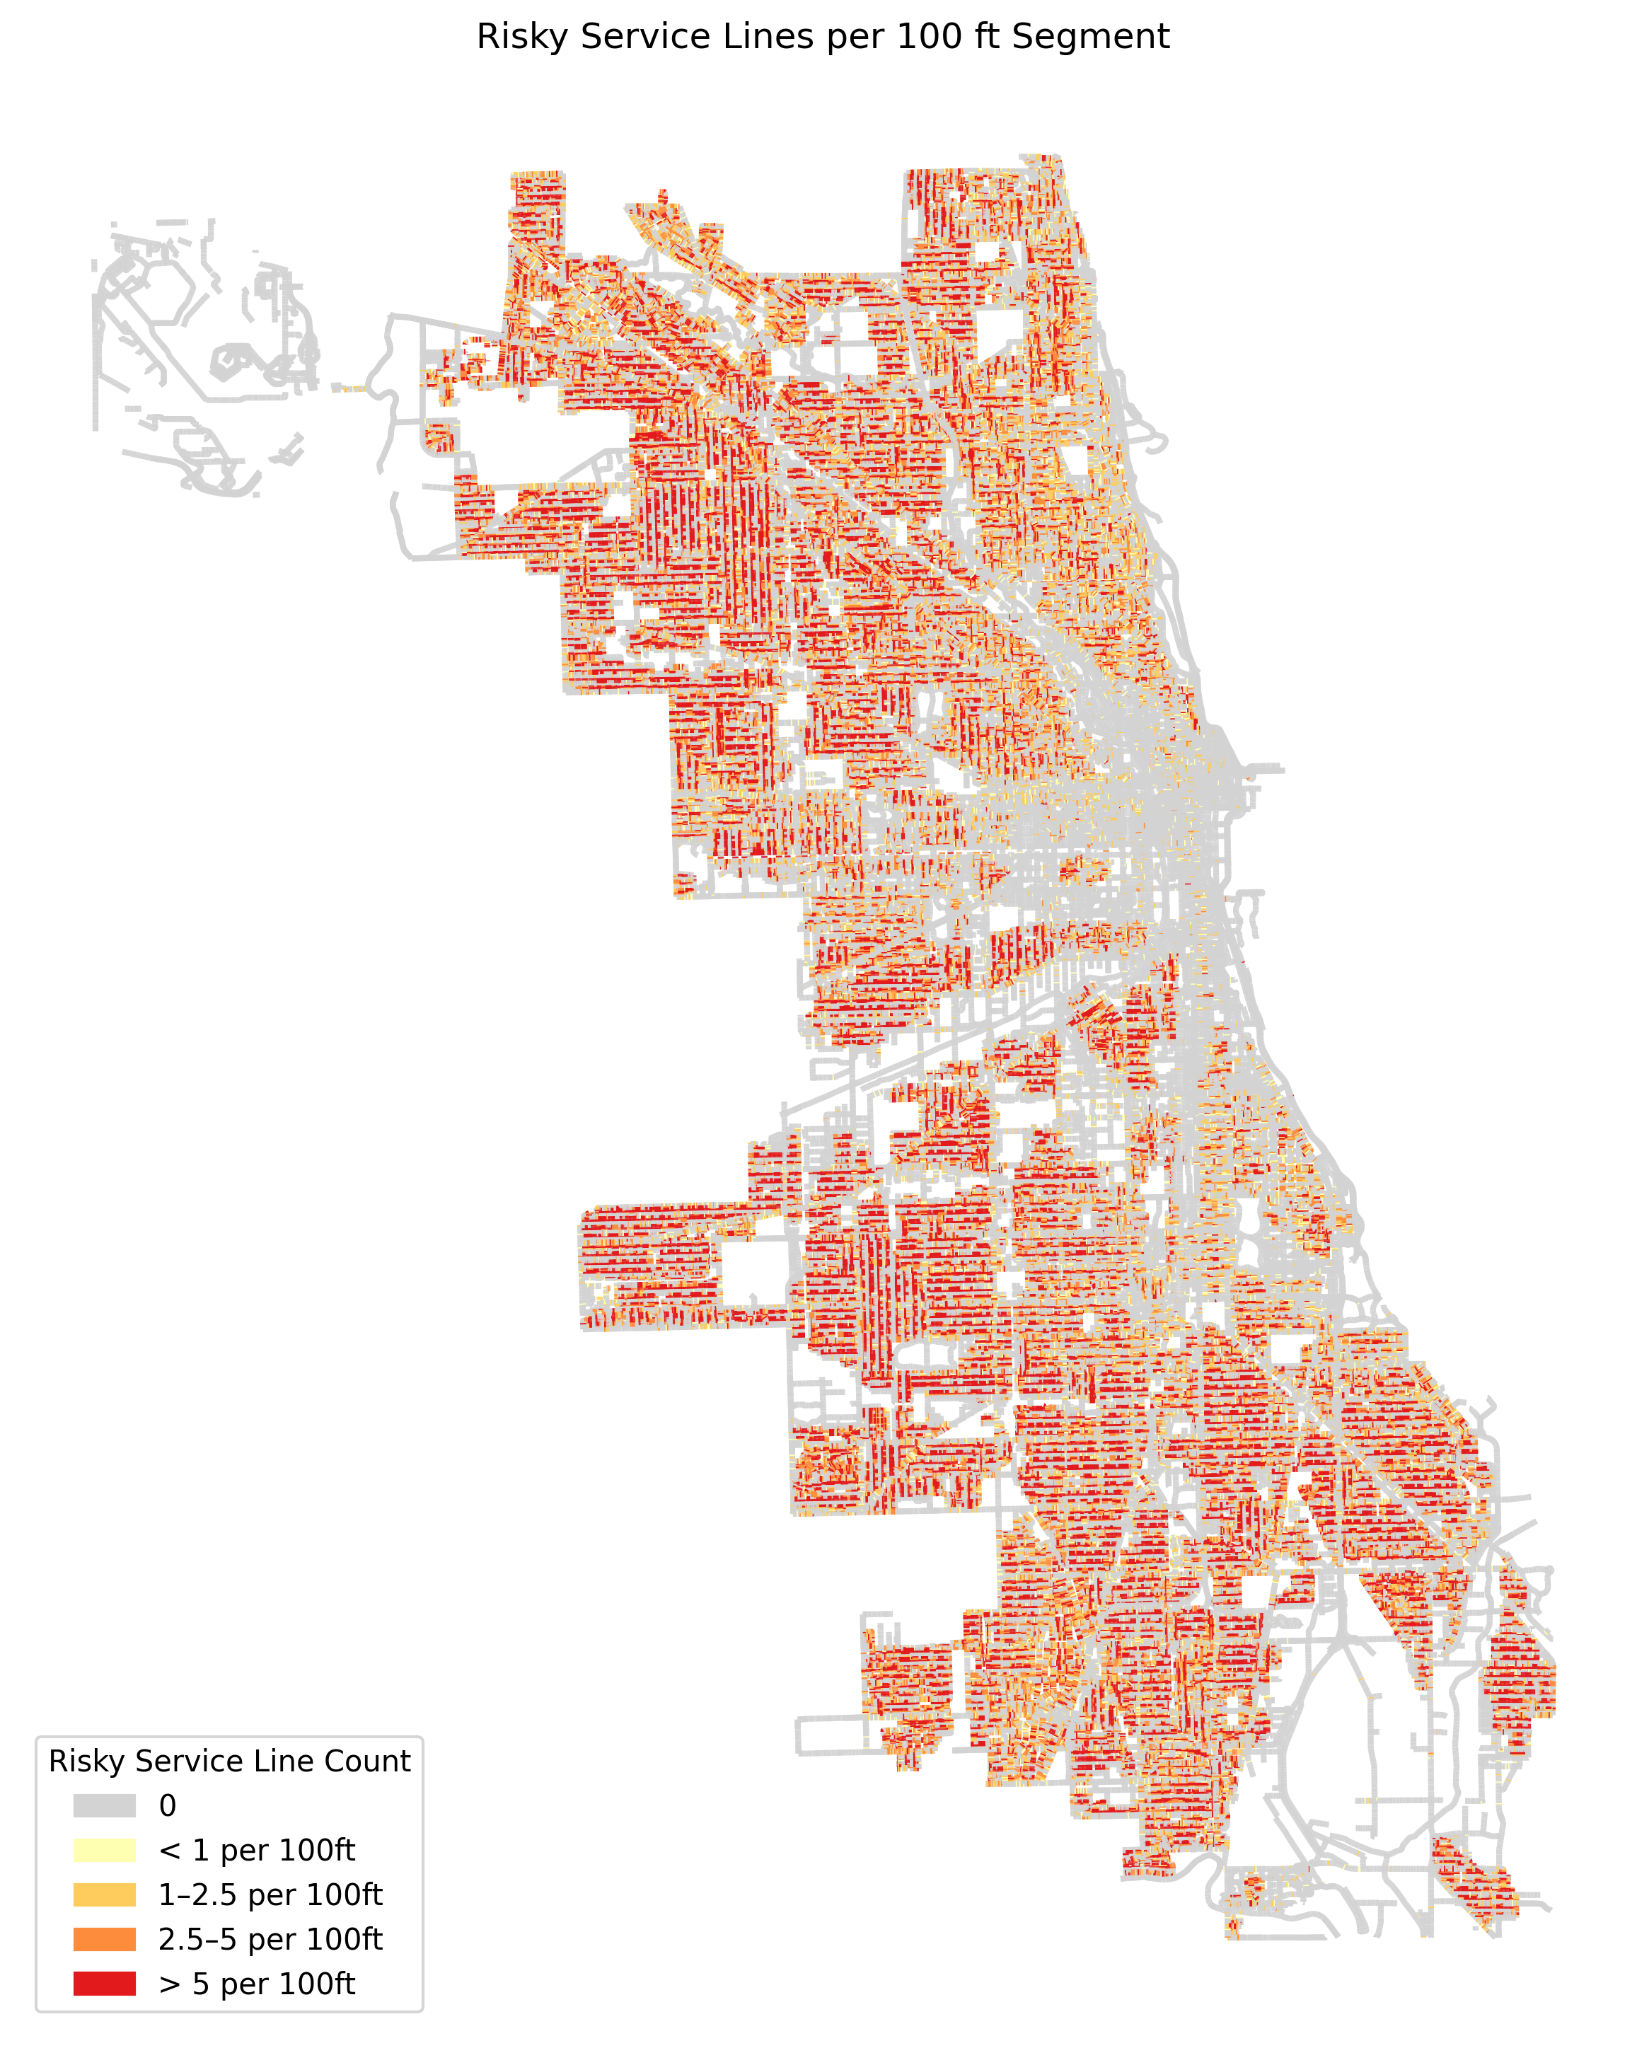 Risky Service Lines per 100 ft Segment
Risky Service Line Count
0
< 1 per 100ft
1–2.5 per 100ft
2.5–5 per 100ft
> 5 per 100ft